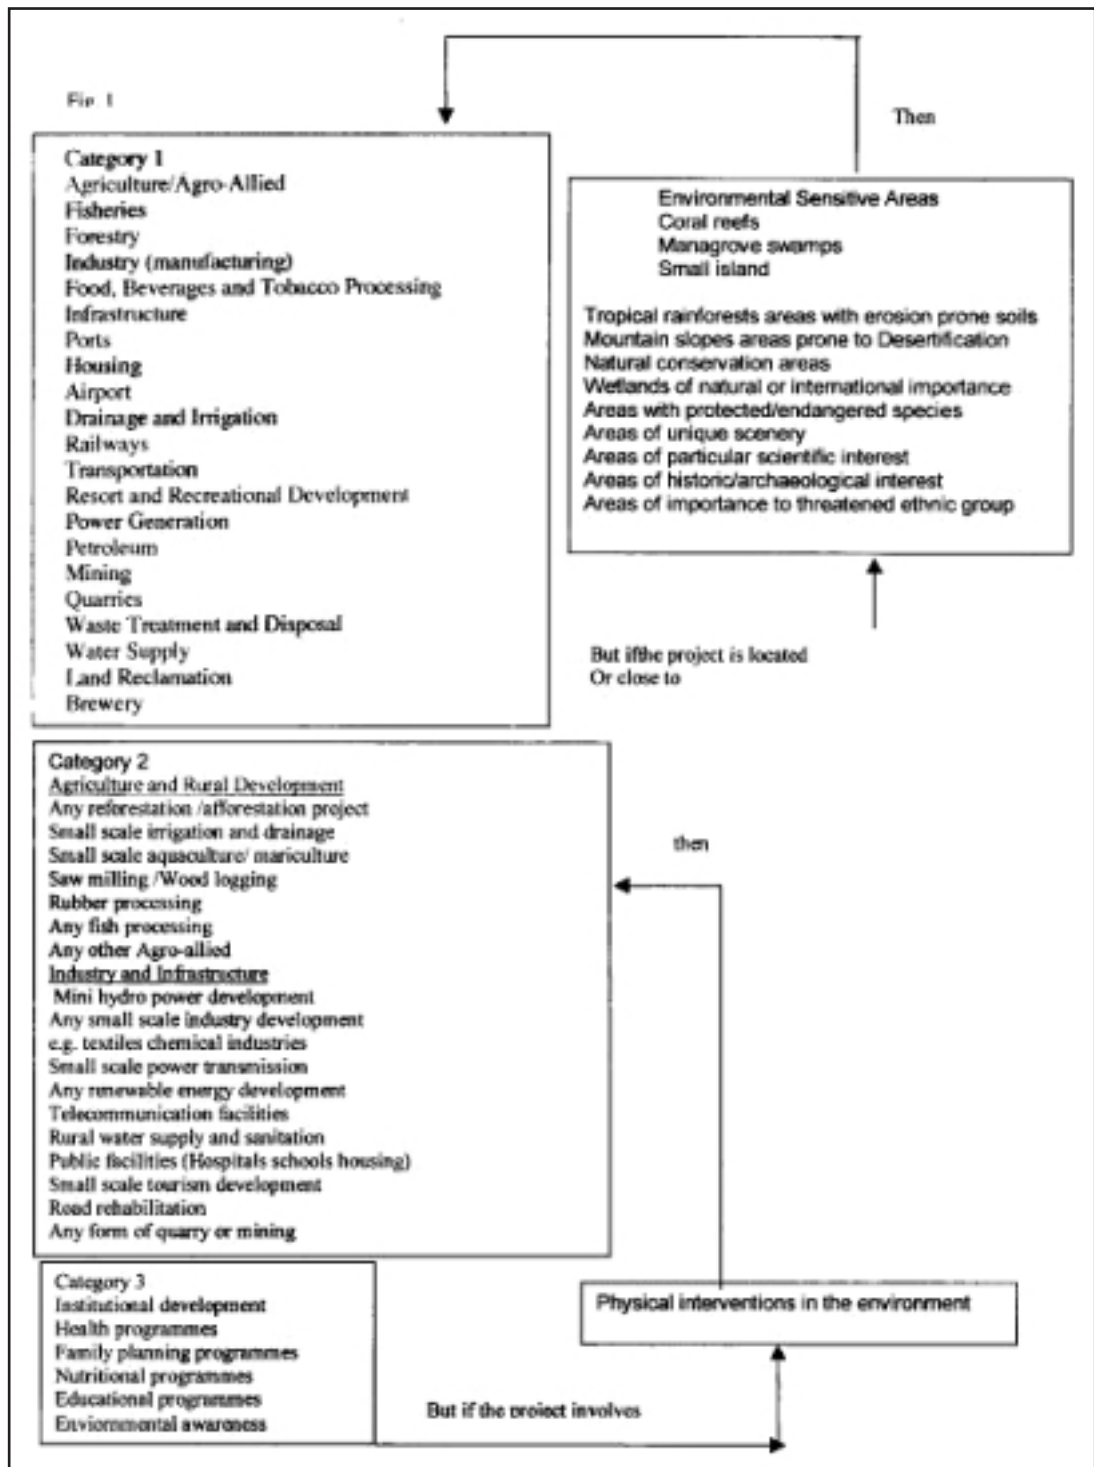 Fig. 1
Then
Category 1
Agriculture/Agro-Allied
Fisheries
Forestry
Industry (manufacturing)
Food, Beverages and Tobacco Processing
Infrastructure
Ports
Housing
Airport
Drainage and Irrigation
Railways
Transportation
Resort and Recreational Development
Power Generation
Petroleum
Mining
Quarries
Waste Treatment and Disposal
Water Supply
Land Reclamation
Brewery
Environmental Sensitive Areas
Coral reefs
Managrove swamps
Small island
Tropical rainforests areas with erosion prone soils
Mountain slopes areas prone to Desertification
Natural conservation areas
Wetlands of natural or international importance
Areas with protected/endangered species
Areas of unique scenery
Areas of particular scientific interest
Areas of historic/archaeological interest
Areas of importance to threatened ethnic group
But ifthe project is located
Or close to
Category 2
Agriculture and Rural Development
Any reforestation /afforestation project
Small scale irrigation and drainage
Small scale aquaculture/ mariculture
Saw milling /Wood logging
Rubber processing
Any fish processing
Any other Agro-allied
Industry and Infrastructure
Mini hydro power development
Any small scale industry development
e.g. textiles chemical industries
Small scale power transmission
Any renewable energy development
Telecommunication facilities
Rural water supply and sanitation
Public facilities (Hospitals schools housing)
Small scale tourism development
Road rehabilitation
Any form of quarry or mining
then
Category 3
Institutional development
Health programmes
Family planning programmes
Nutritional programmes
Educational programmes
Enviornmental awareness
Physical interventions in the environment
But if the project involves